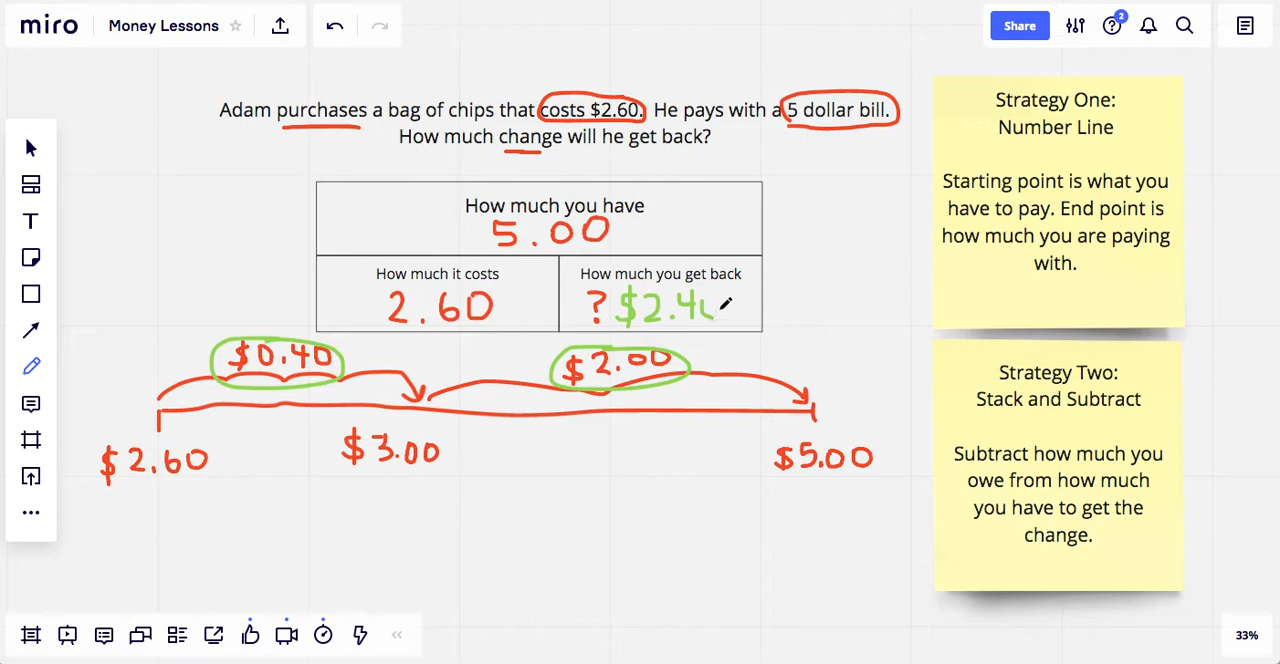 miro
Money Lessons
Share
2
Adam purchases a bag of chips that costs $2.60. He pays with a 5 dollar bill.
How much change will he get back?
How much you have
5.00
How much it costs
2.60
How much you get back
? $2.4
$0.40
$2.00
$2.60
$3.00
$5.00
Strategy One:
Number Line
Starting point is what you
have to pay. End point is
how much you are paying
with.
Strategy Two:
Stack and Subtract
Subtract how much you
owe from how much
you have to get the
change.
T
33%